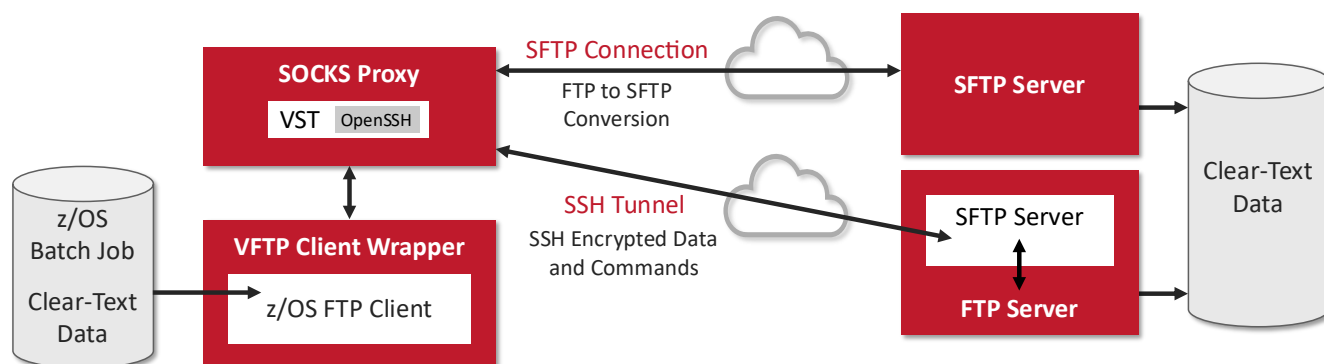 z/OS
Batch Job
Clear-Text
Data
SOCKS Proxy
VST OpenSSH
VFTP Client Wrapper
z/OS FTP Client
SFTP Connection
FTP to SFTP
Conversion
SSH Tunnel
SSH Encrypted Data
and Commands
SFTP Server
SFTP Server
FTP Server
Clear-Text
Data